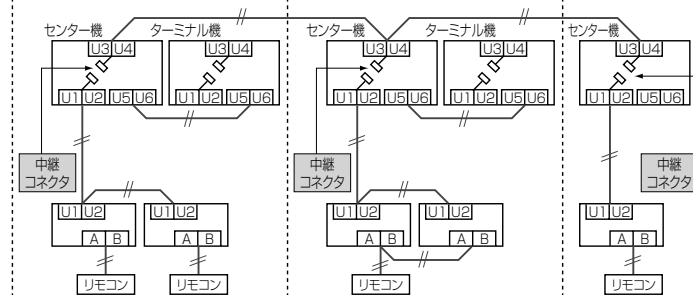 センター機 ターミナル機 センター機 ターミナル機 センター機
U3 U4 U3 U4 U3 U4 U3 U4 U3 U4
U1 U2 U5 U6 U1 U2 U5 U6 U1 U2 U5 U6 U1 U2 U5 U6 U1 U2 U5 U6
中継 中継 中継
コネクタ コネクタ コネクタ
U1 U2 U1 U2 U1 U2 U1 U2 U1 U2
A B A B A B A B A B
リモコン リモコン リモコン リモコン